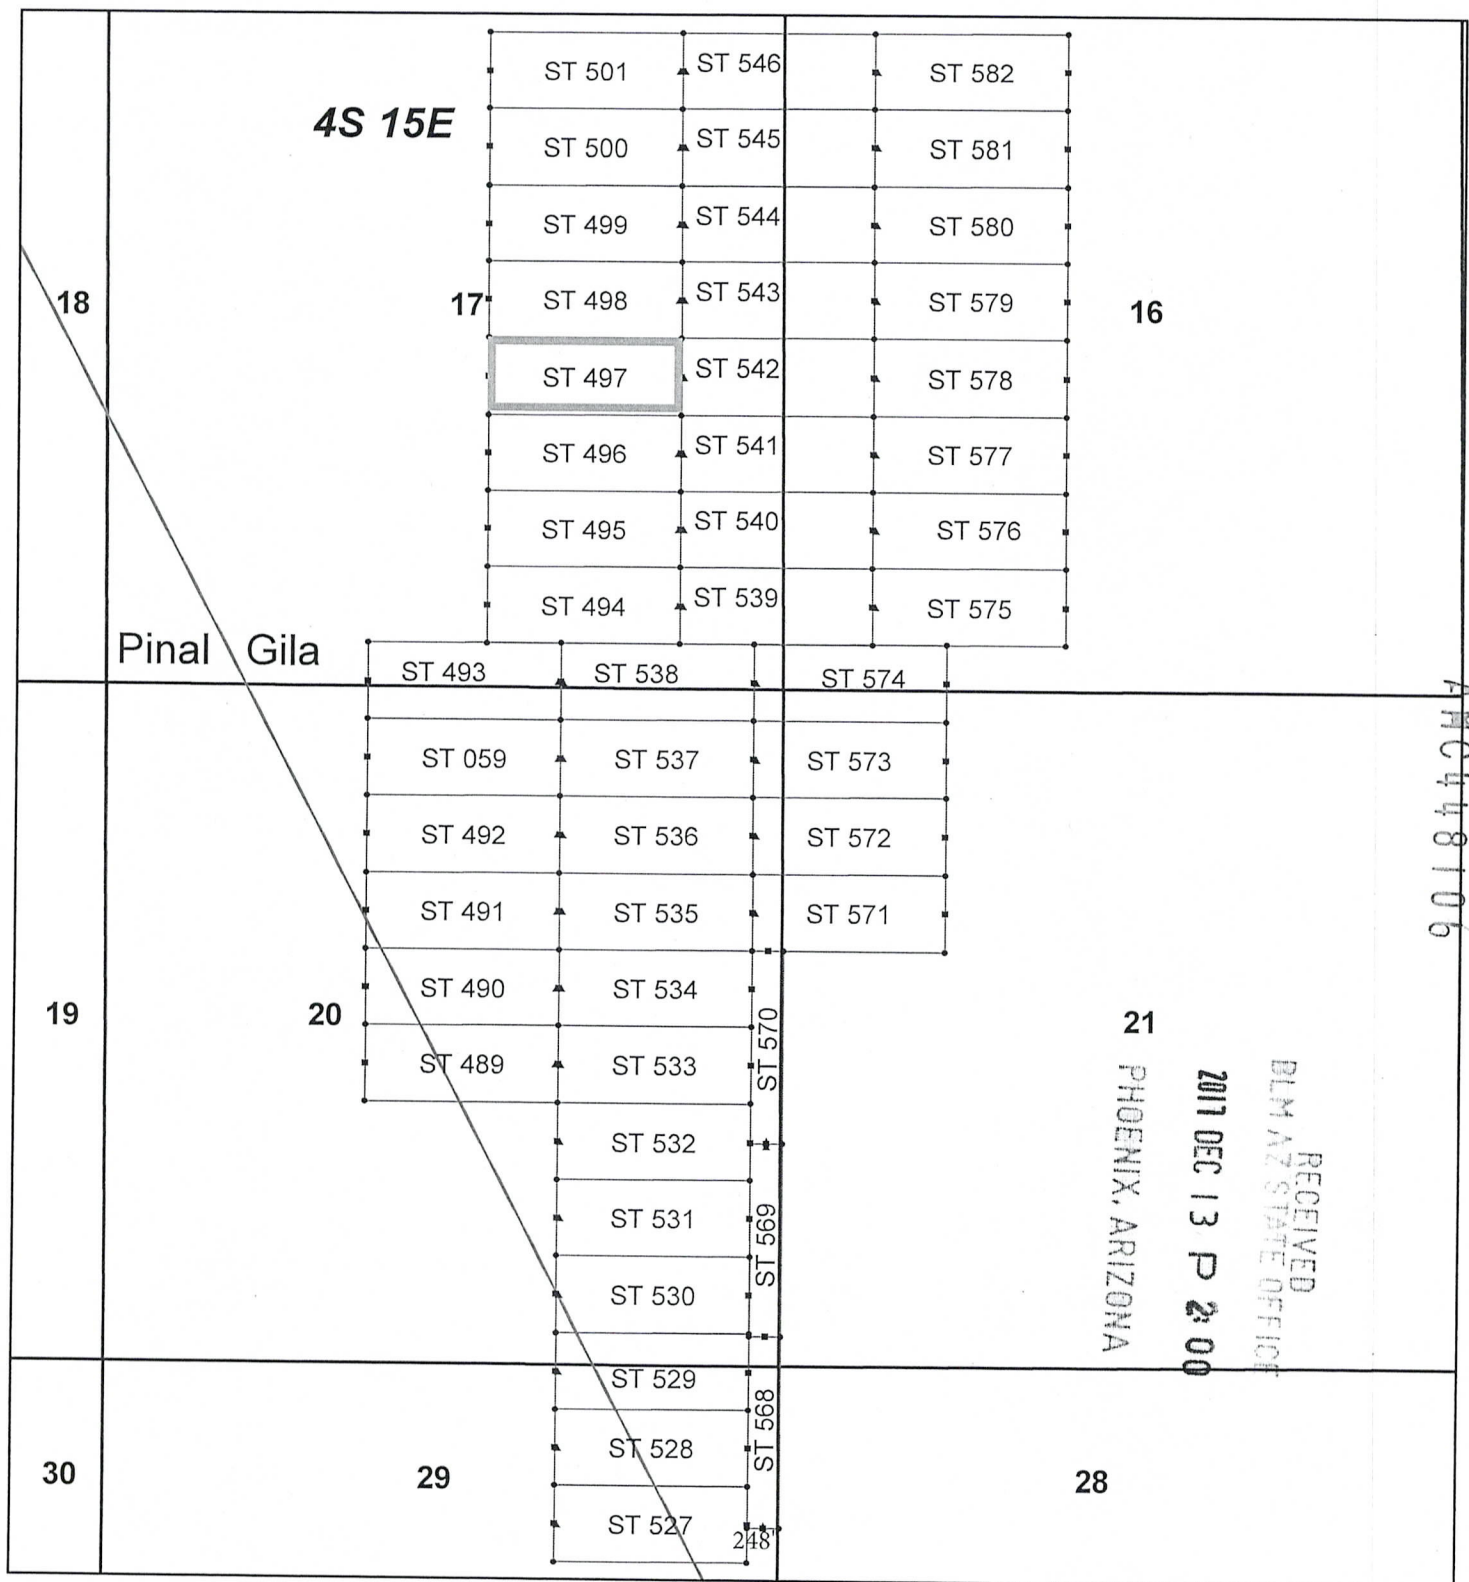 ST 501 ST 546 ST 582
4S 15E
ST 500 ST 545 ST 581
ST 499 ST 544 ST 580
18 17 ST 498 ST 543 ST 579 16
ST 497 ST 542 ST 578
ST 496 ST 541 ST 577
ST 495 ST 540 ST 576
ST 494 ST 539 ST 575
Pinal Gila
ST 493 ST 538 ST 574
ST 059 ST 537 ST 573
ST 492 ST 536 ST 572
ST 491 ST 535 ST 571
ST 490 ST 534
19 20 21
ST 570
ST 489 ST 533
ST 532
ST 531
ST 569
ST 530
ST 529
ST 568
ST 528
30 29 28
ST 527
248'
AMC448106
RECEIVED
BLM AZ STATE OFFICE
2017 DEC 13 P 2:00
PHOENIX, ARIZONA